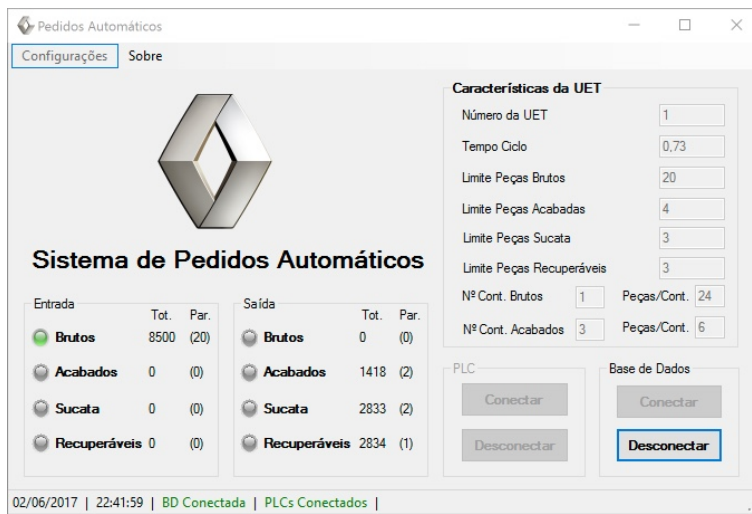 Pedidos Automáticos
Configurações Sobre
Sistema de Pedidos Automáticos
Entrada
Tot. Par.
Brutos 8500 (20)
Acabados 0 (0)
Sucata 0 (0)
Recuperáveis 0 (0)
Saída
Tot. Par.
Brutos 0 (0)
Acabados 1418 (2)
Sucata 2833 (2)
Recuperáveis 2834 (1)
Características da UET
Número da UET 1
Tempo Ciclo 0,73
Limite Peças Brutos 20
Limite Peças Acabadas 4
Limite Peças Sucata 3
Limite Peças Recuperáveis 3
Nº Cont. Brutos 1 Peças/Cont. 24
Nº Cont. Acabados 3 Peças/Cont. 6
PLC
Conectar
Desconectar
Base de Dados
Conectar
Desconectar
02/06/2017 | 22:41:59 | BD Conectada | PLCs Conectados |